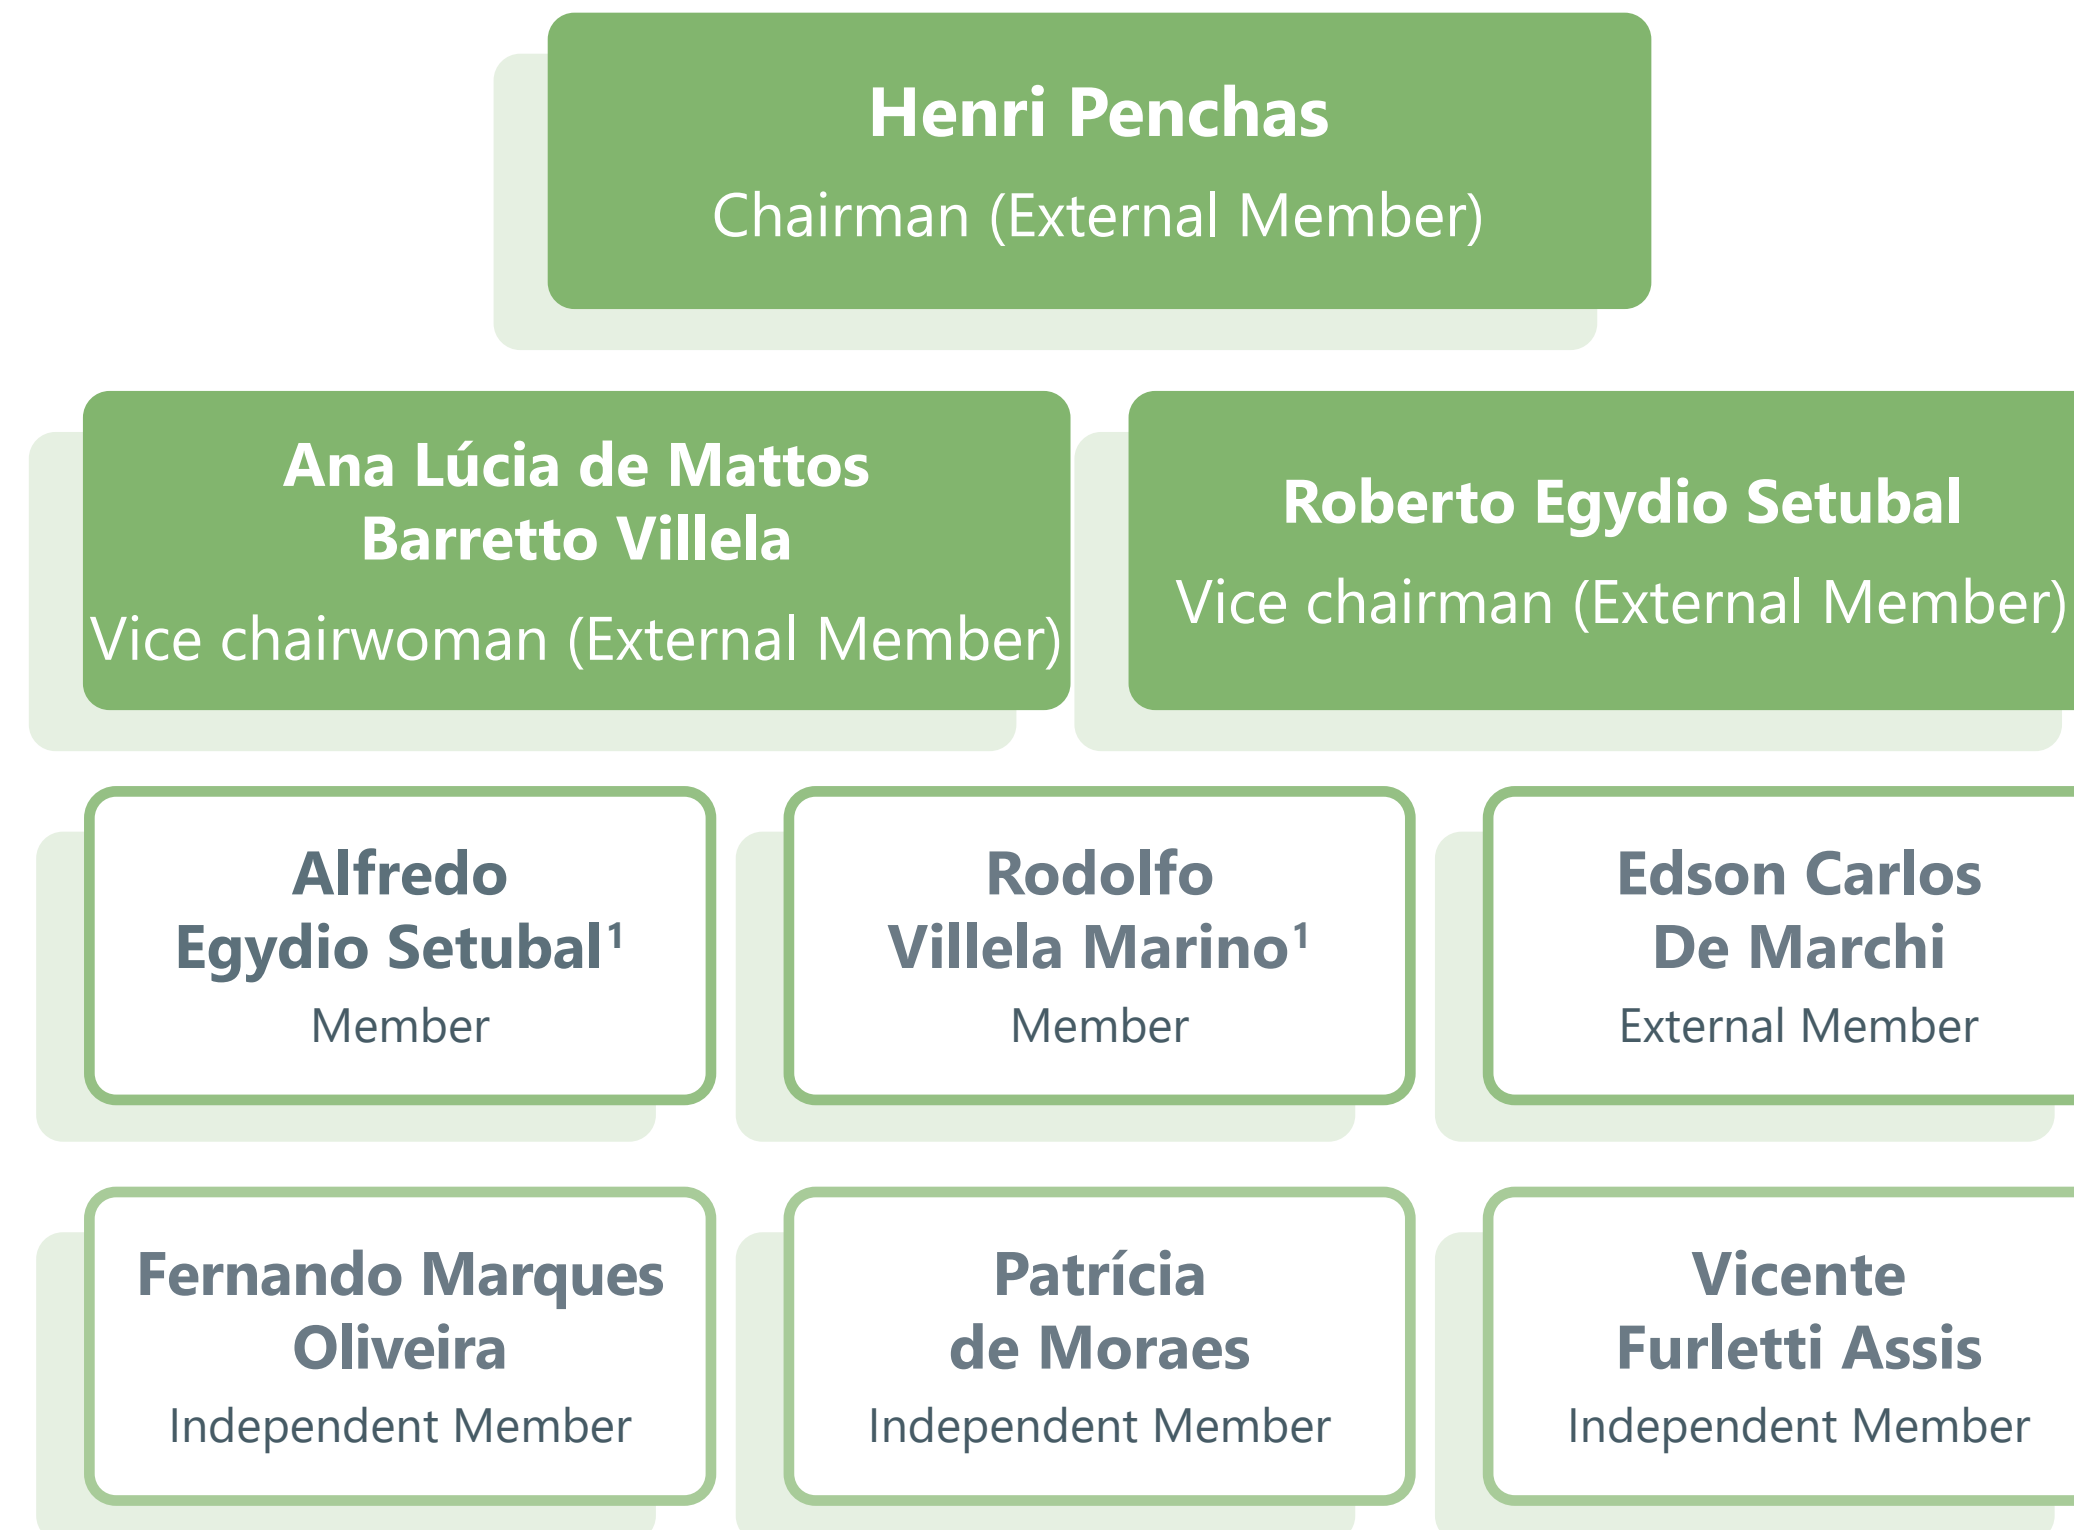 Henri Penchas
Chairman (External Member)
Ana Lúcia de Mattos
Barretto Villela
Vice chairwoman (External Member)
Roberto Egydio Setubal
Vice chairman (External Member)
Alfredo
Egydio Setubal¹
Member
Rodolfo
Villela Marino¹
Member
Edson Carlos
De Marchi
External Member
Fernando Marques
Oliveira
Independent Member
Patrícia
de Moraes
Independent Member
Vicente
Furletti Assis
Independent Member